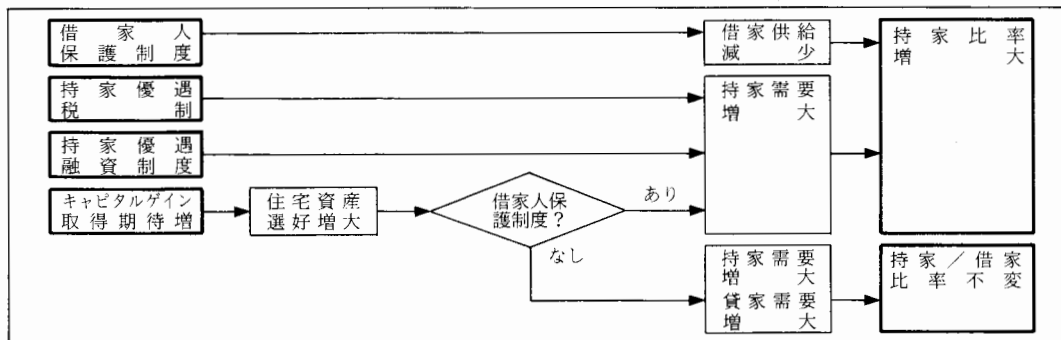 借家人
保護制度
借家供給
減少
持家比率
増大
持家優遇
税制
持家需要
増大
持家優遇
融資制度
キャピタルゲイン
取得期待増
住宅資産
選好増大
借家人保
護制度？
あり
なし
持家需要
増大
貸家需要
増大
持家／借家
比率不変